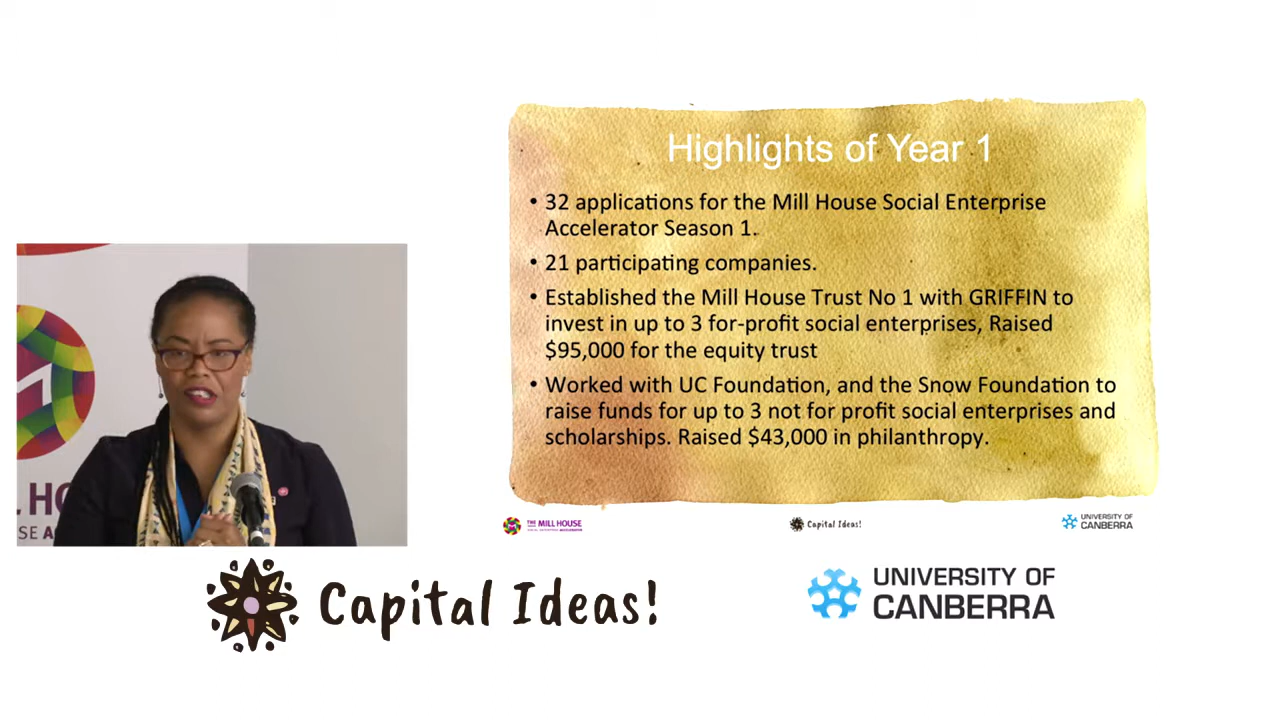 Highlights of Year 1
• 32 applications for the Mill House Social Enterprise
Accelerator Season 1.
• 21 participating companies.
• Established the Mill House Trust No 1 with GRIFFIN to
invest in up to 3 for-profit social enterprises, Raised
$95,000 for the equity trust
• Worked with UC Foundation, and the Snow Foundation to
raise funds for up to 3 not for profit social enterprises and
scholarships. Raised $43,000 in philanthropy.
THE MILL HOUSE
Capital Ideas!
UNIVERSITY OF
CANBERRA
Capital Ideas!
UNIVERSITY OF
CANBERRA